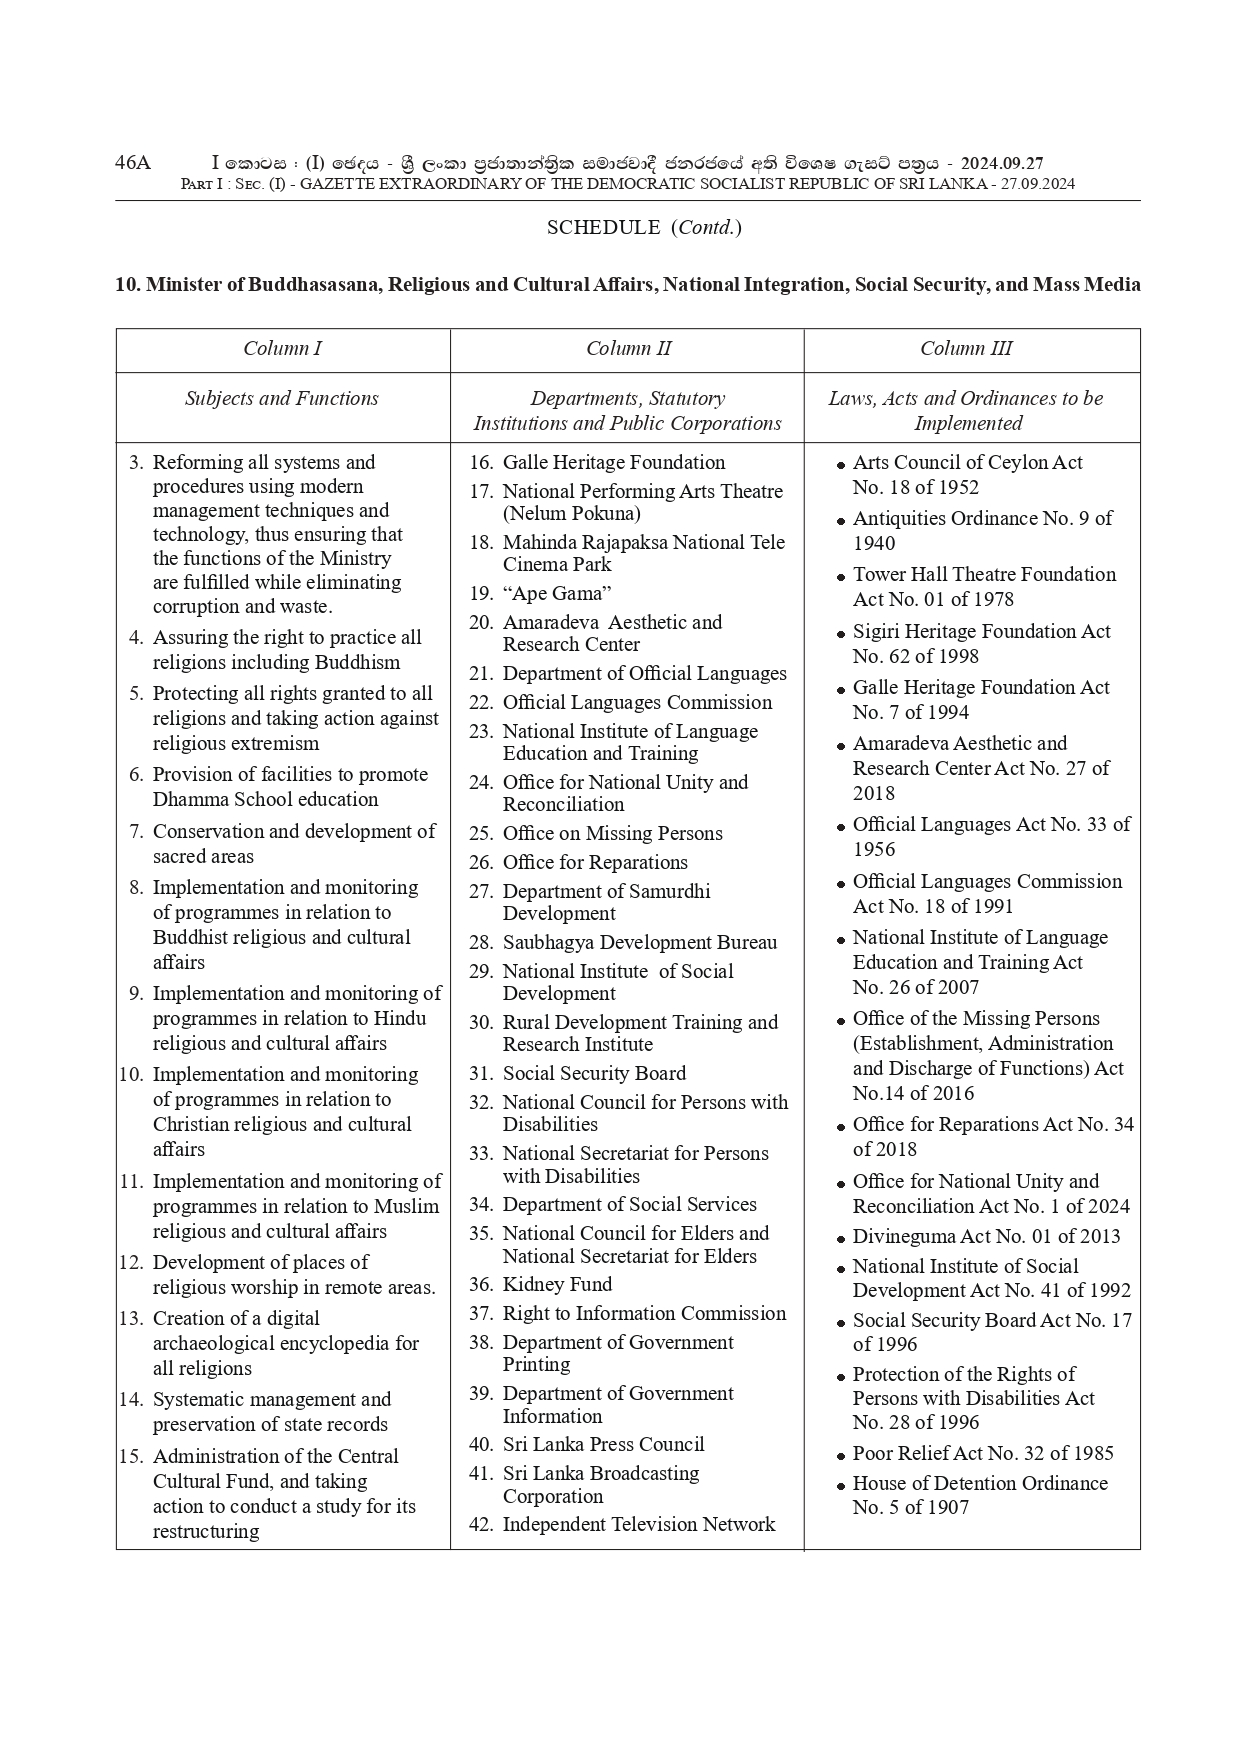 46A
I කොටස : (I) ඡෙදය - ශ්‍රී ලංකා ප්‍රජාතාන්ත්‍රික සමාජවාදී ජනරජයේ අති විශෙෂ ගැසට් පත්‍රය - 2024.09.27
PART I : SEC. (I) - GAZETTE EXTRAORDINARY OF THE DEMOCRATIC SOCIALIST REPUBLIC OF SRI LANKA - 27.09.2024
SCHEDULE (Contd.)
10. Minister of Buddhasasana, Religious and Cultural Affairs, National Integration, Social Security, and Mass Media
Column I
Subjects and Functions
3. Reforming all systems and
procedures using modern
management techniques and
technology, thus ensuring that
the functions of the Ministry
are fulfilled while eliminating
corruption and waste.
4. Assuring the right to practice all
religions including Buddhism
5. Protecting all rights granted to all
religions and taking action against
religious extremism
6. Provision of facilities to promote
Dhamma School education
7. Conservation and development of
sacred areas
8. Implementation and monitoring
of programmes in relation to
Buddhist religious and cultural
affairs
9. Implementation and monitoring of
programmes in relation to Hindu
religious and cultural affairs
10. Implementation and monitoring
of programmes in relation to
Christian religious and cultural
affairs
11. Implementation and monitoring of
programmes in relation to Muslim
religious and cultural affairs
12. Development of places of
religious worship in remote areas.
13. Creation of a digital
archaeological encyclopedia for
all religions
14. Systematic management and
preservation of state records
15. Administration of the Central
Cultural Fund, and taking
action to conduct a study for its
restructuring
Column II
Departments, Statutory
Institutions and Public Corporations
16. Galle Heritage Foundation
17. National Performing Arts Theatre
(Nelum Pokuna)
18. Mahinda Rajapaksa National Tele
Cinema Park
19. “Ape Gama”
20. Amaradeva Aesthetic and
Research Center
21. Department of Official Languages
22. Official Languages Commission
23. National Institute of Language
Education and Training
24. Office for National Unity and
Reconciliation
25. Office on Missing Persons
26. Office for Reparations
27. Department of Samurdhi
Development
28. Saubhagya Development Bureau
29. National Institute of Social
Development
30. Rural Development Training and
Research Institute
31. Social Security Board
32. National Council for Persons with
Disabilities
33. National Secretariat for Persons
with Disabilities
34. Department of Social Services
35. National Council for Elders and
National Secretariat for Elders
36. Kidney Fund
37. Right to Information Commission
38. Department of Government
Printing
39. Department of Government
Information
40. Sri Lanka Press Council
41. Sri Lanka Broadcasting
Corporation
42. Independent Television Network
Column III
Laws, Acts and Ordinances to be
Implemented
● Arts Council of Ceylon Act
No. 18 of 1952
● Antiquities Ordinance No. 9 of
1940
● Tower Hall Theatre Foundation
Act No. 01 of 1978
● Sigiri Heritage Foundation Act
No. 62 of 1998
● Galle Heritage Foundation Act
No. 7 of 1994
● Amaradeva Aesthetic and
Research Center Act No. 27 of
2018
● Official Languages Act No. 33 of
1956
● Official Languages Commission
Act No. 18 of 1991
● National Institute of Language
Education and Training Act
No. 26 of 2007
● Office of the Missing Persons
(Establishment, Administration
and Discharge of Functions) Act
No.14 of 2016
● Office for Reparations Act No. 34
of 2018
● Office for National Unity and
Reconciliation Act No. 1 of 2024
● Divineguma Act No. 01 of 2013
● National Institute of Social
Development Act No. 41 of 1992
● Social Security Board Act No. 17
of 1996
● Protection of the Rights of
Persons with Disabilities Act
No. 28 of 1996
● Poor Relief Act No. 32 of 1985
● House of Detention Ordinance
No. 5 of 1907